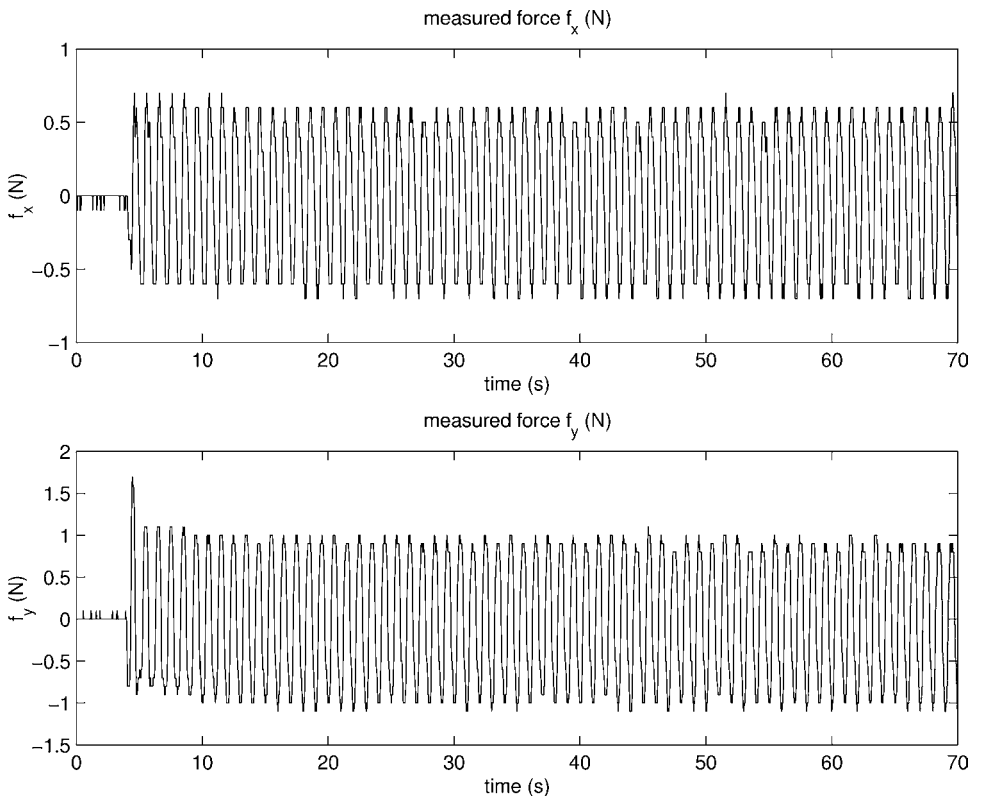 measured force f_x (N)
1
0.5
0
−0.5
−1
f_x (N)
0 10 20 30 40 50 60 70
time (s)
measured force f_y (N)
2
1.5
1
0.5
0
−0.5
−1
−1.5
f_y (N)
0 10 20 30 40 50 60 70
time (s)